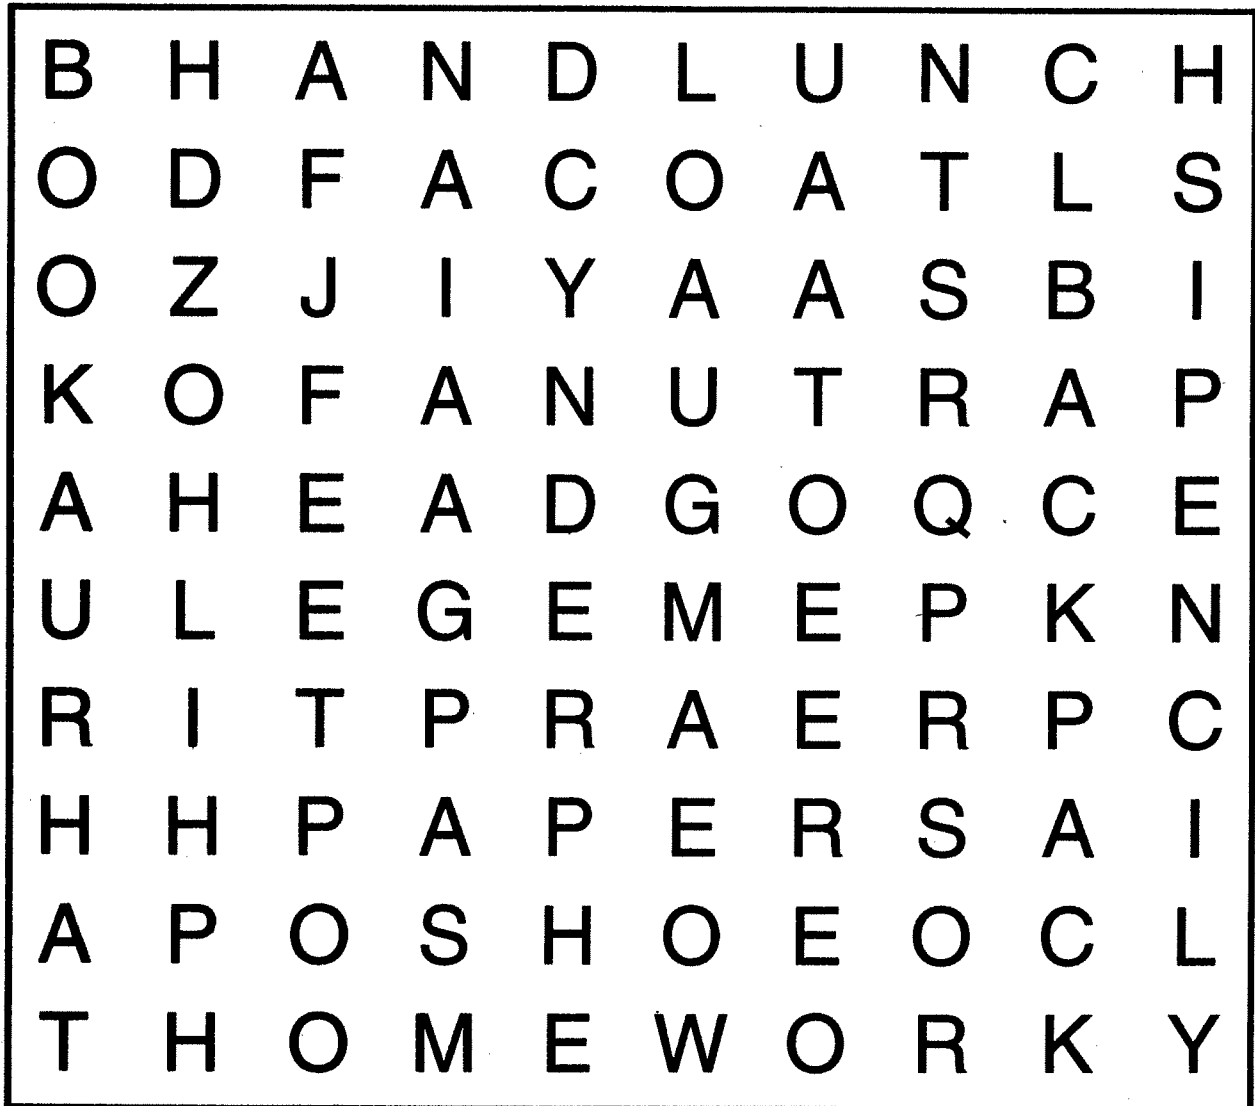 B H A N D L U N C H
O D F A C O A T L S
O Z J I Y A A S B I
K O F A N U T R A P
A H E A D G O Q C E
U L E G E M E P K N
R I T P R A E R P C
H H P A P E R S A I
A P O S H O E O C L
T H O M E W O R K Y